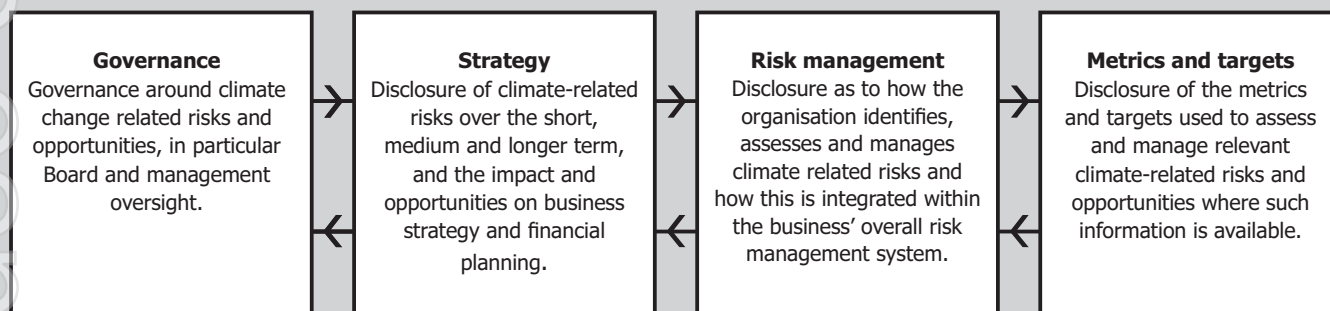 Governance
Governance around climate
change related risks and
opportunities, in particular
Board and management
oversight.
Strategy
Disclosure of climate-related
risks over the short,
medium and longer term,
and the impact and
opportunities on business
strategy and financial
planning.
Risk management
Disclosure as to how the
organisation identifies,
assesses and manages
climate related risks and
how this is integrated within
the business’ overall risk
management system.
Metrics and targets
Disclosure of the metrics
and targets used to assess
and manage relevant
climate-related risks and
opportunities where such
information is available.